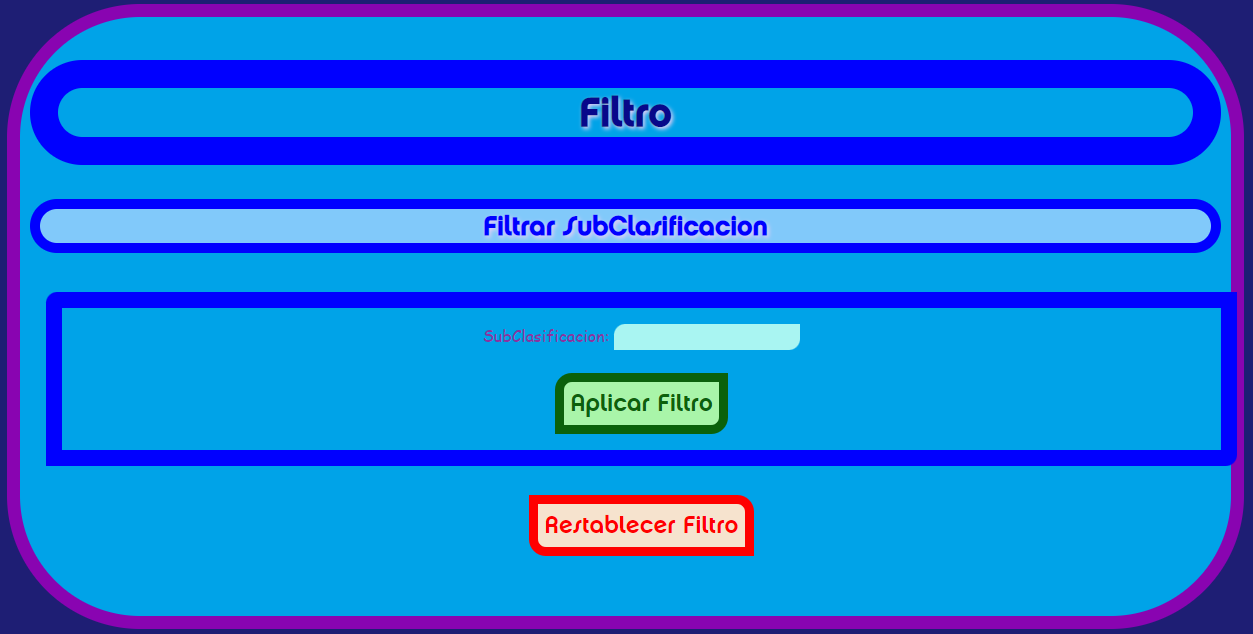 Filtro
Filtrar SubClasificacion
SubClasificacion:
Aplicar Filtro
Restablecer Filtro